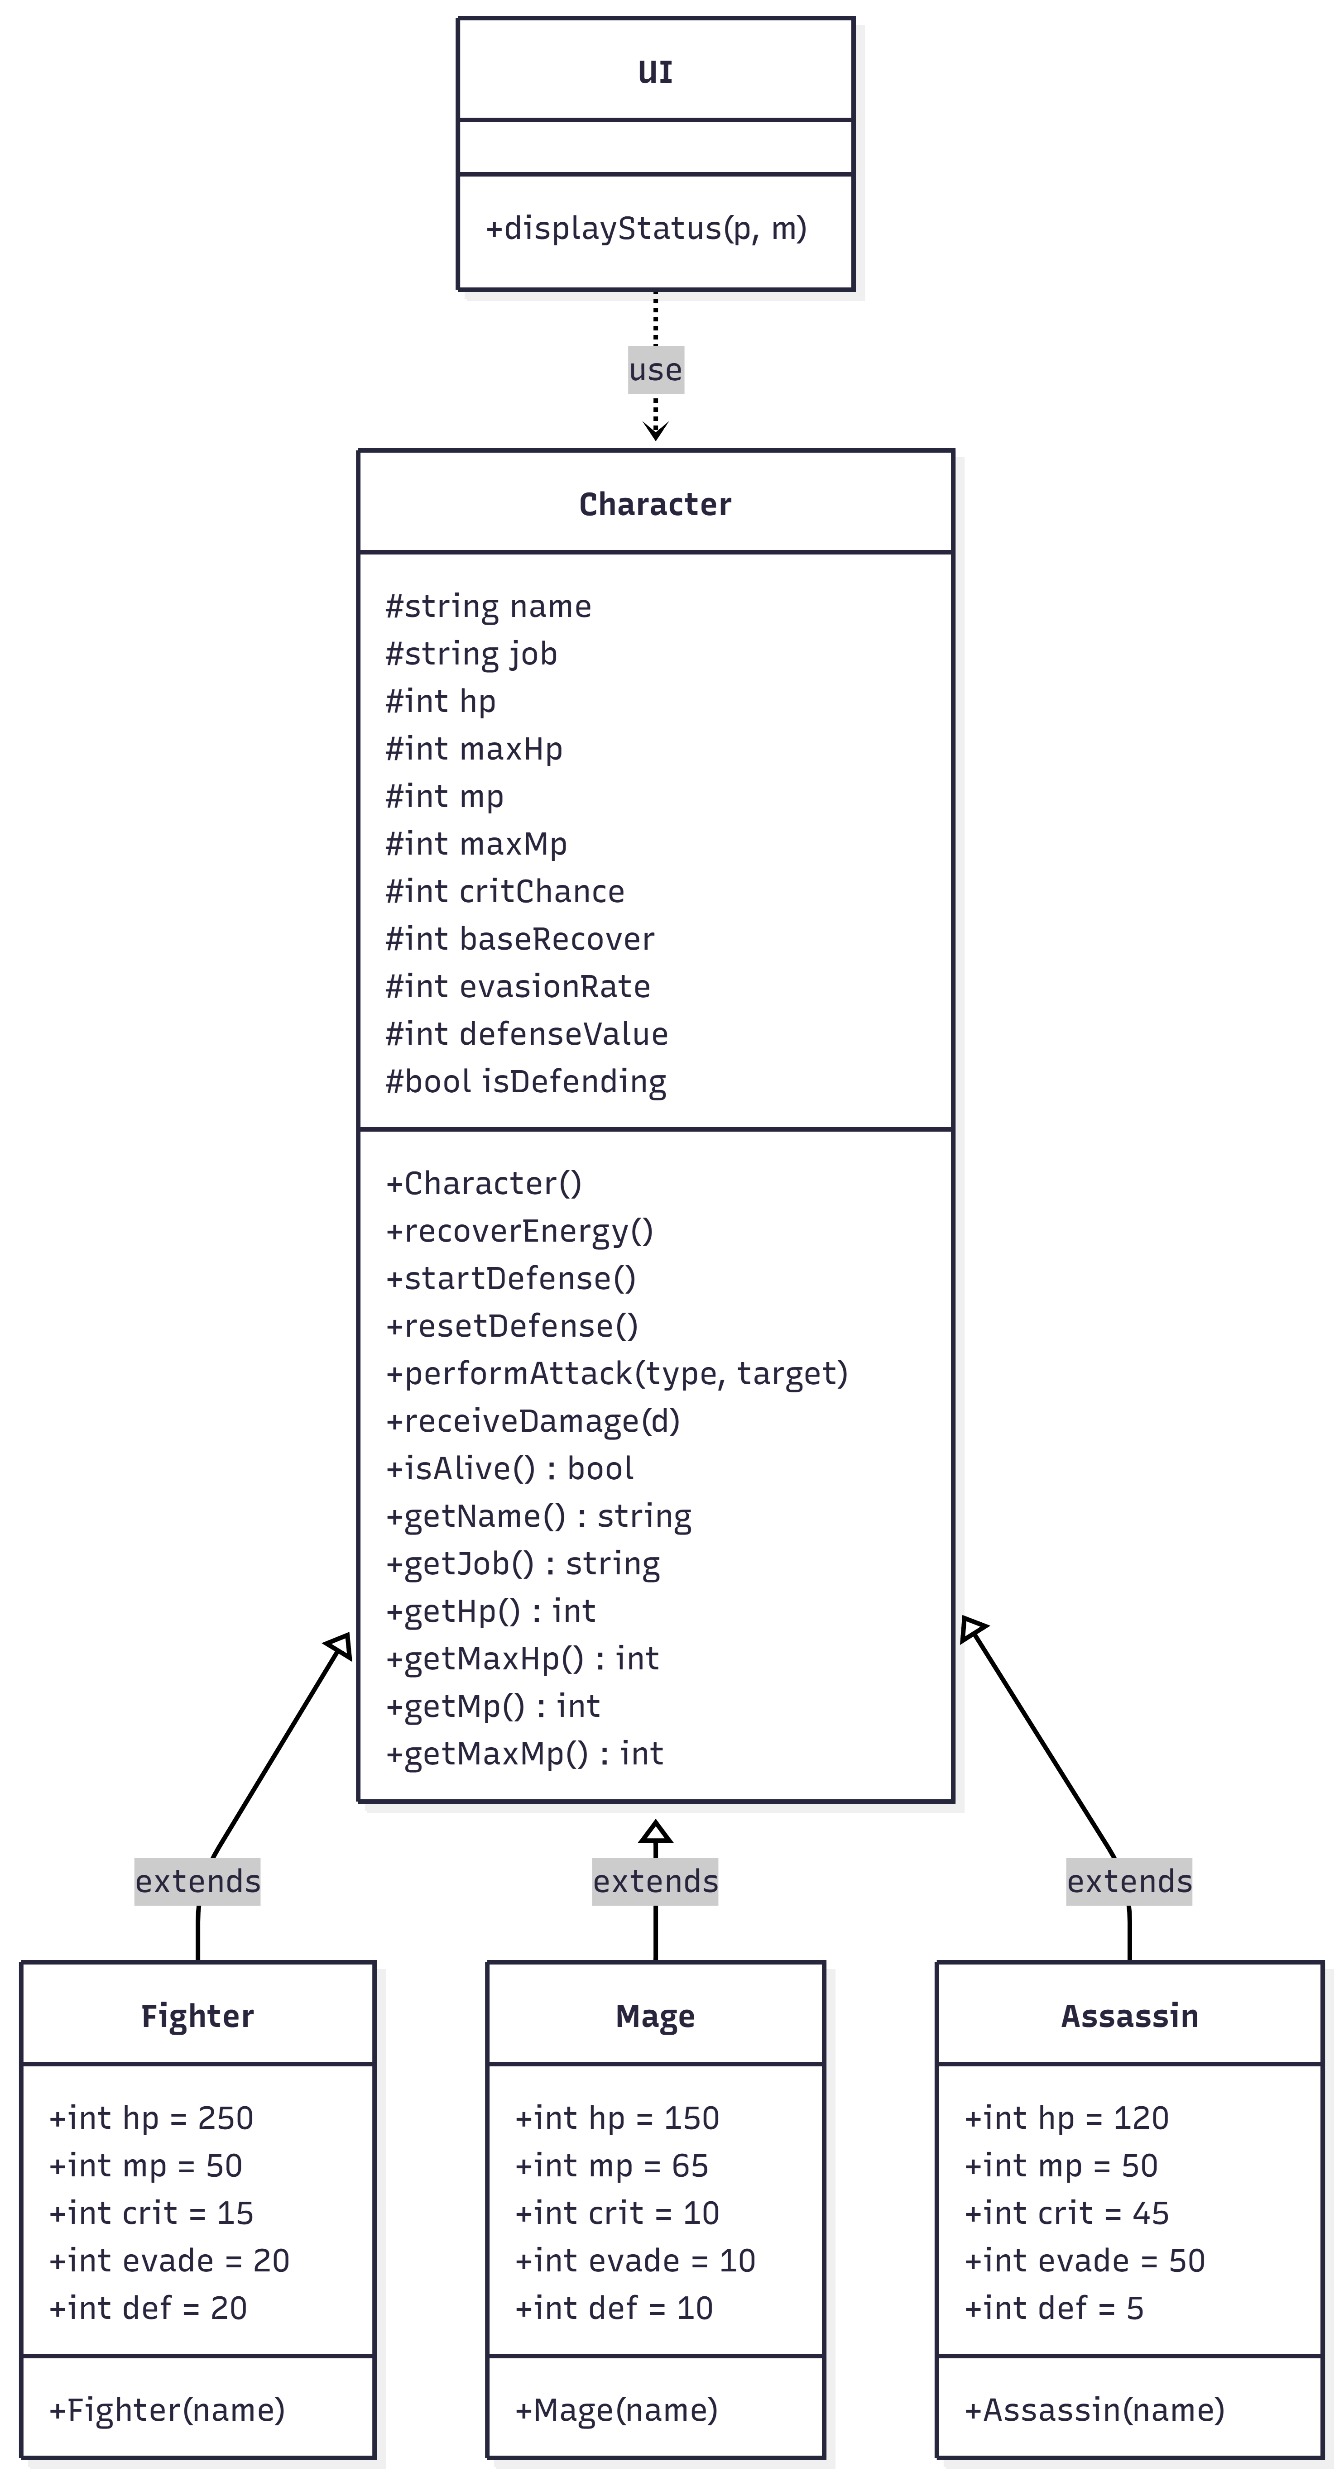 UI
+displayStatus(p, m)
use
Character
#string name
#string job
#int hp
#int maxHp
#int mp
#int maxMp
#int critChance
#int baseRecover
#int evasionRate
#int defenseValue
#bool isDefending
+Character()
+recoverEnergy()
+startDefense()
+resetDefense()
+performAttack(type, target)
+receiveDamage(d)
+isAlive() : bool
+getName() : string
+getJob() : string
+getHp() : int
+getMaxHp() : int
+getMp() : int
+getMaxMp() : int
extends
extends
extends
Fighter
+int hp = 250
+int mp = 50
+int crit = 15
+int evade = 20
+int def = 20
+Fighter(name)
Mage
+int hp = 150
+int mp = 65
+int crit = 10
+int evade = 10
+int def = 10
+Mage(name)
Assassin
+int hp = 120
+int mp = 50
+int crit = 45
+int evade = 50
+int def = 5
+Assassin(name)